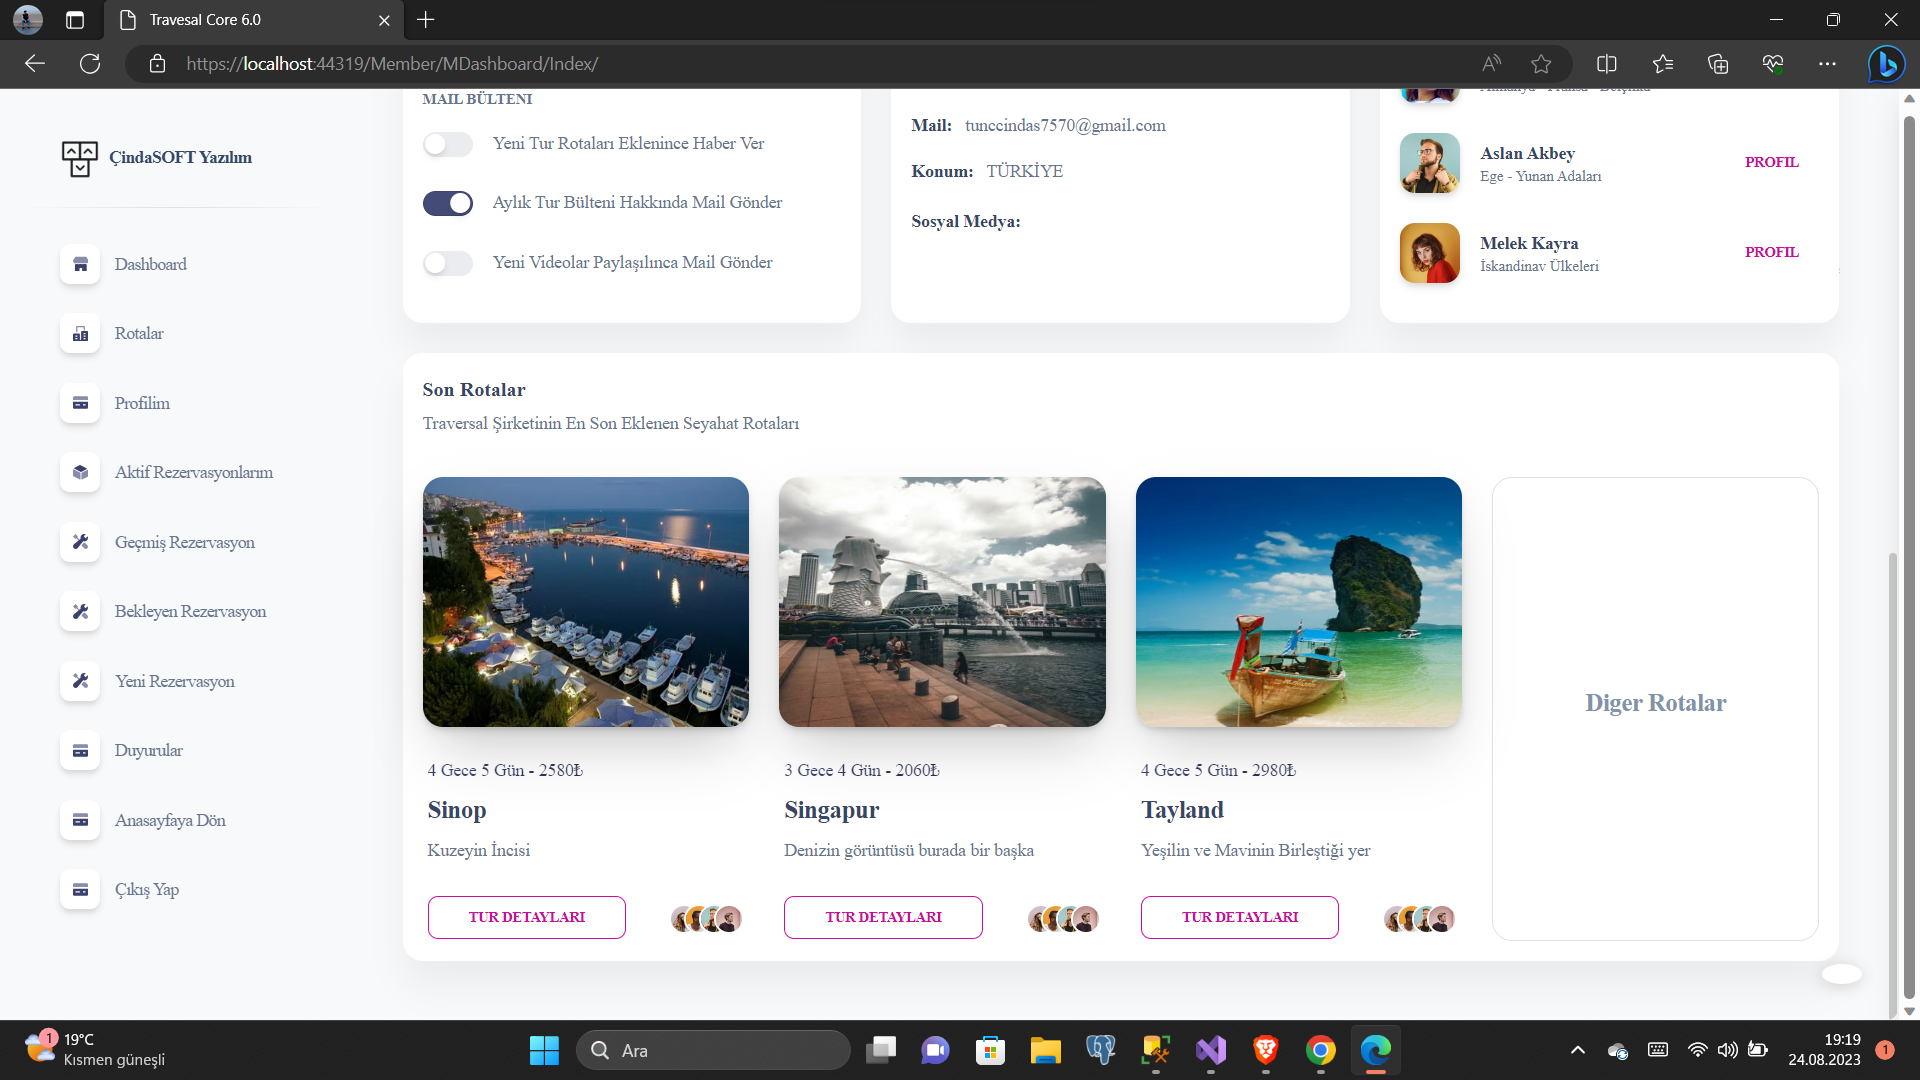 Travesal Core 6.0
https://localhost:44319/Member/MDashboard/Index/
ÇindaSOFT Yazılım
Dashboard
Rotalar
Profilim
Aktif Rezervasyonlarım
Geçmiş Rezervasyon
Bekleyen Rezervasyon
Yeni Rezervasyon
Duyurular
Anasayfaya Dön
Çıkış Yap
MAIL BÜLTENI
Yeni Tur Rotaları Eklenince Haber Ver
Aylık Tur Bülteni Hakkında Mail Gönder
Yeni Videolar Paylaşılınca Mail Gönder
Mail: tunccindas7570@gmail.com
Konum: TÜRKİYE
Sosyal Medya:
Aslan Akbey
Ege - Yunan Adaları
PROFIL
Melek Kayra
İskandinav Ülkeleri
PROFIL
Son Rotalar
Traversal Şirketinin En Son Eklenen Seyahat Rotaları
4 Gece 5 Gün - 2580₺
Sinop
Kuzeyin İncisi
TUR DETAYLARI
3 Gece 4 Gün - 2060₺
Singapur
Denizin görüntüsü burada bir başka
TUR DETAYLARI
4 Gece 5 Gün - 2980₺
Tayland
Yeşilin ve Mavinin Birleştiği yer
TUR DETAYLARI
Diger Rotalar
1
19°C
Kısmen güneşli
Ara
19:19
24.08.2023
1